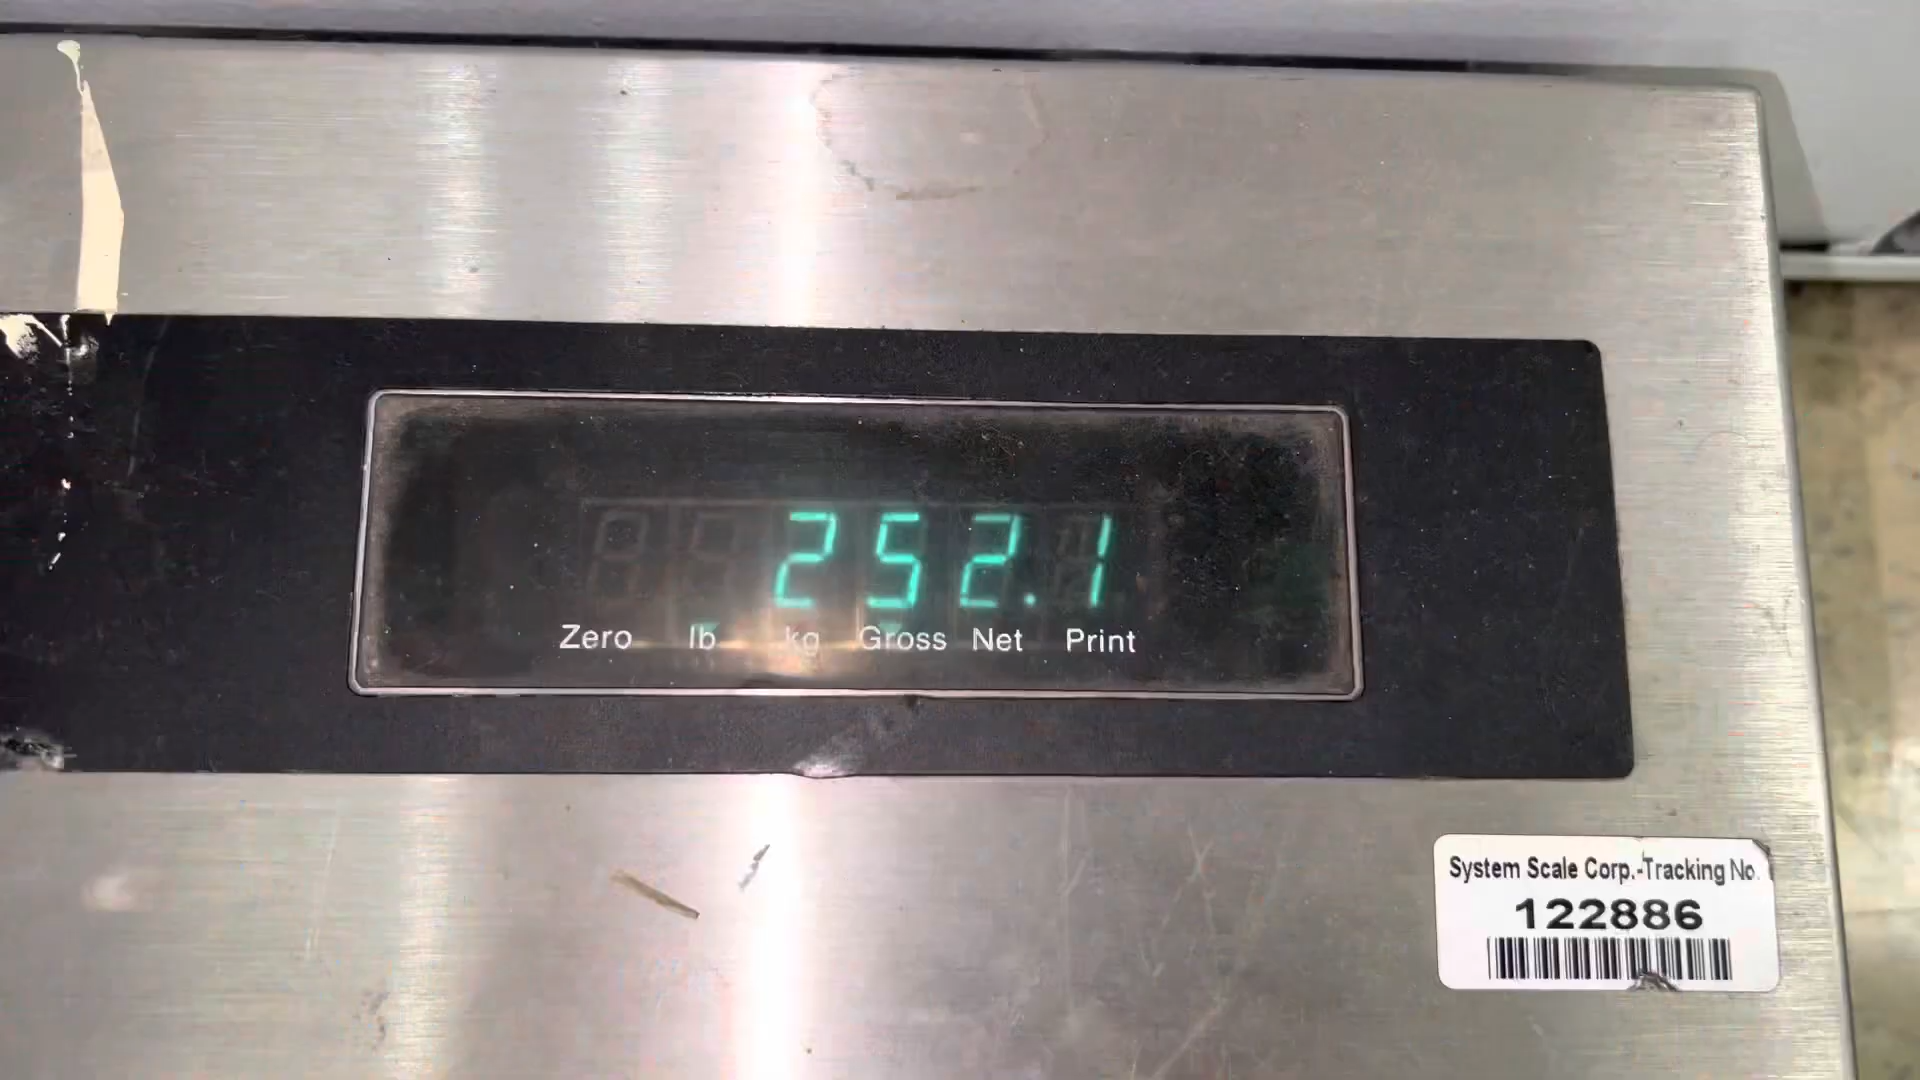 252.1
Zero lb kg Gross Net Print
System Scale Corp.-Tracking No.
122886